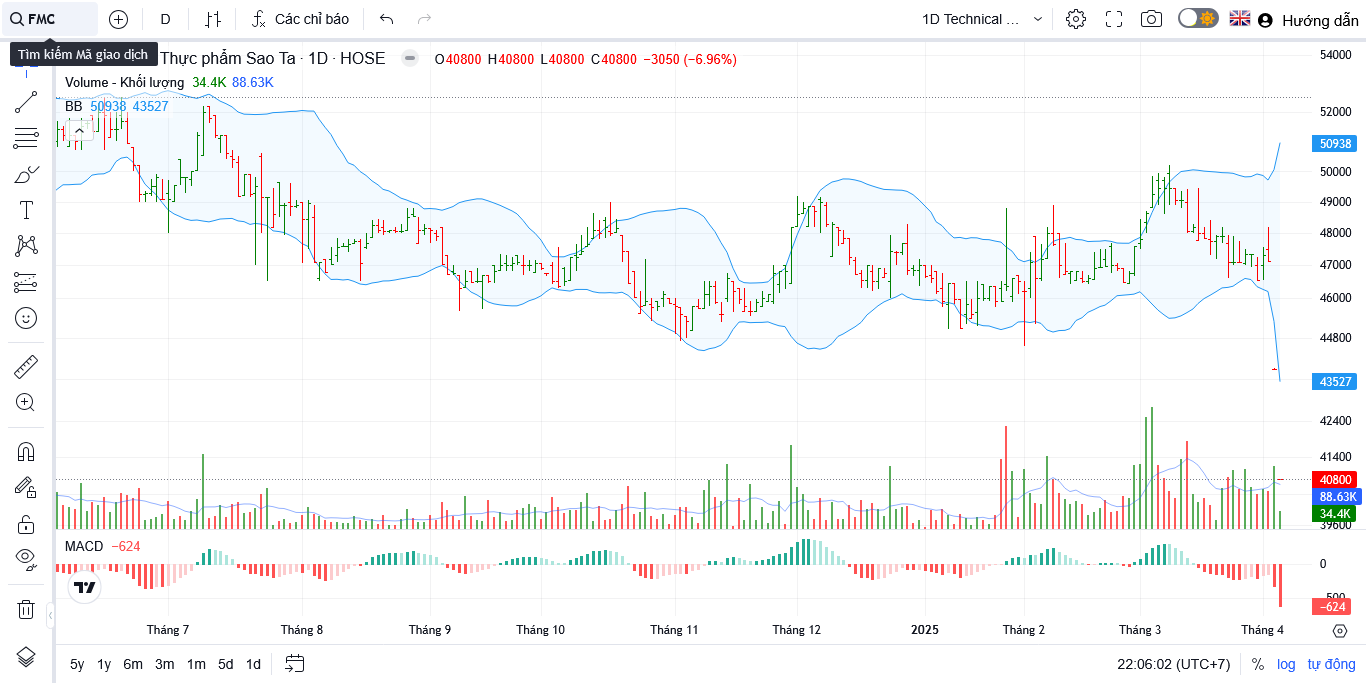 FMC D Các chỉ báo 1D Technical ... Hướng dẫn
Tìm kiếm Mã giao dịch
Thực phẩm Sao Ta · 1D · HOSE O40800 H40800 L40800 C40800 −3050 (−6.96%)
Volume - Khối lượng 34.4K 88.63K
BB 50938 43527
54000
52000
50938
50000
49000
48000
47000
46000
44800
43527
42400
41400
40800
88.63K
34.4K
39600
MACD −624
0
−624
Tháng 7 Tháng 8 Tháng 9 Tháng 10 Tháng 11 Tháng 12 2025 Tháng 2 Tháng 3 Tháng 4
5y 1y 6m 3m 1m 5d 1d 22:06:02 (UTC+7) % log tự động